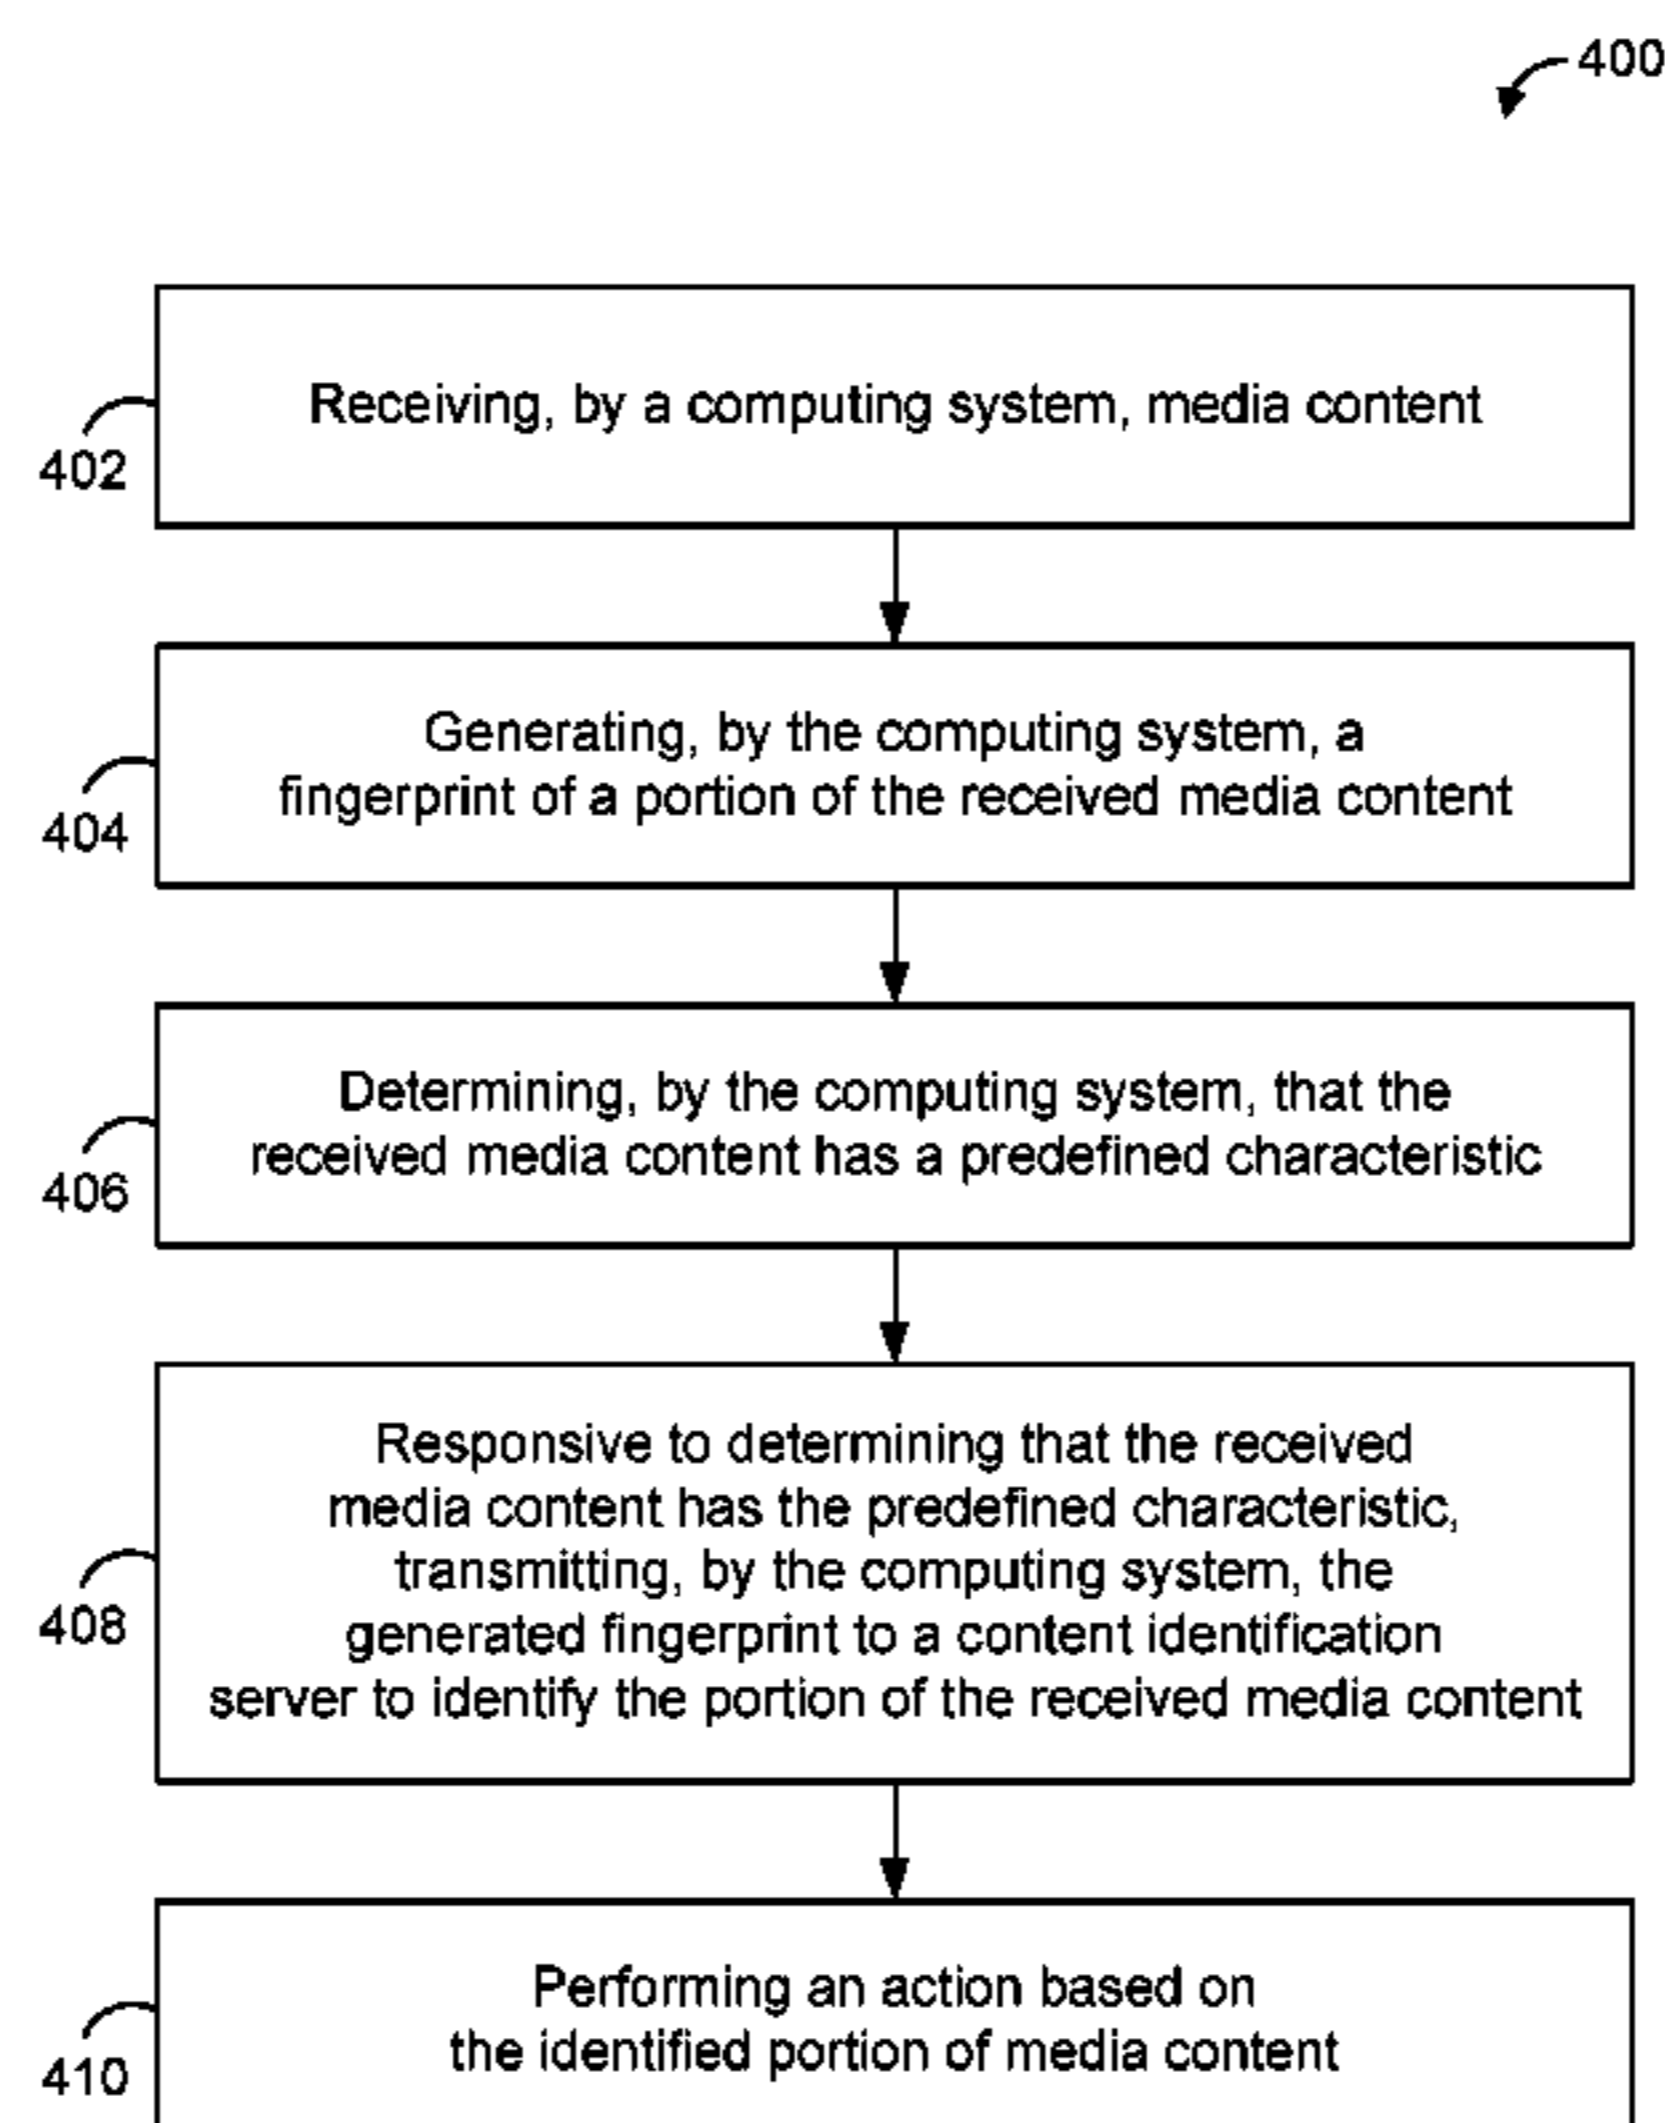 400
Receiving, by a computing system, media content
402
Generating, by the computing system, a
fingerprint of a portion of the received media content
404
Determining, by the computing system, that the
received media content has a predefined characteristic
406
Responsive to determining that the received
media content has the predefined characteristic,
transmitting, by the computing system, the
generated fingerprint to a content identification
server to identify the portion of the received media content
408
Performing an action based on
the identified portion of media content
410